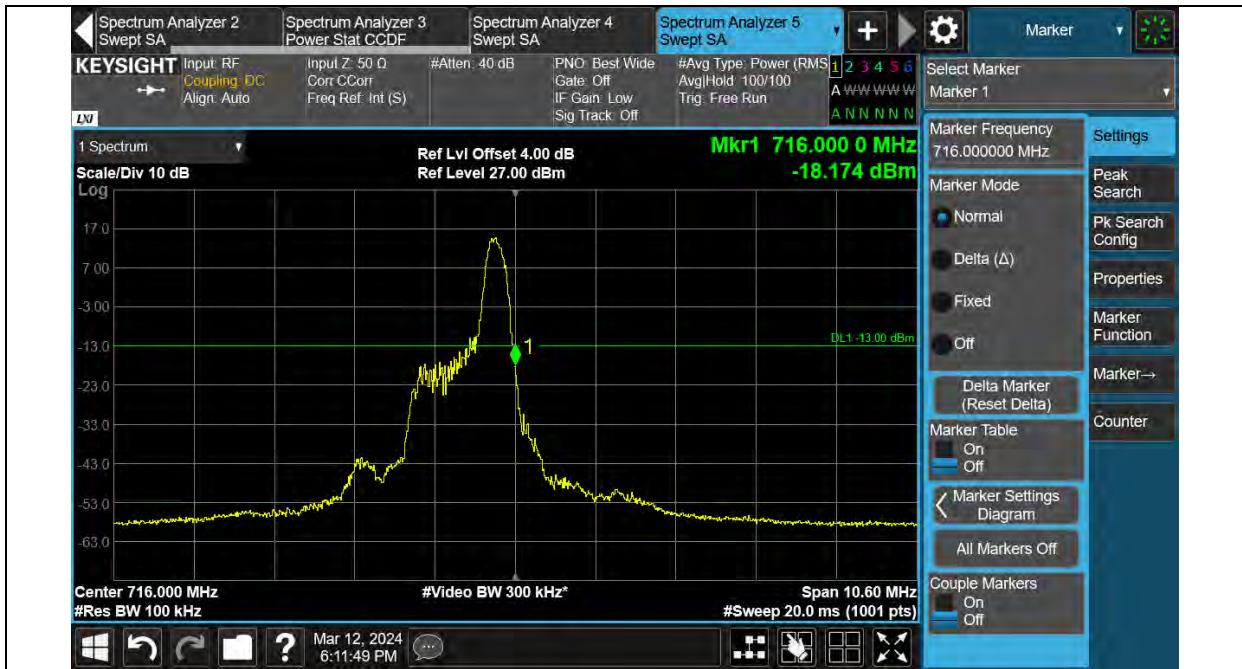 Spectrum Analyzer 2
Swept SA
Spectrum Analyzer 3
Power Stat CCDF
Spectrum Analyzer 4
Swept SA
Spectrum Analyzer 5
Swept SA
+
Marker
KEYSIGHT
LXI
Input: RF
Coupling: DC
Align: Auto
Input Z: 50 Ω
Corr CCorr
Freq Ref: Int (S)
#Atten: 40 dB
PNO: Best Wide
Gate: Off
IF Gain: Low
Sig Track: Off
#Avg Type: Power (RMS
Avg|Hold: 100/100
Trig: Free Run
1 2 3 4 5 6
A W W W W W
A N N N N N
Select Marker
Marker 1
1 Spectrum
Scale/Div 10 dB
Log
Ref Lvl Offset 4.00 dB
Ref Level 27.00 dBm
Mkr1 716.000 0 MHz
-18.174 dBm
17.0
7.00
-3.00
-13.0
-23.0
-33.0
-43.0
-53.0
-63.0
1
DL1 -13.00 dBm
Center 716.000 MHz
#Res BW 100 kHz
#Video BW 300 kHz*
Span 10.60 MHz
#Sweep 20.0 ms (1001 pts)
Marker Frequency
716.000000 MHz
Marker Mode
Normal
Delta (Δ)
Fixed
Off
Delta Marker
(Reset Delta)
Marker Table
On
Off
Marker Settings
Diagram
All Markers Off
Couple Markers
On
Off
Settings
Peak
Search
Pk Search
Config
Properties
Marker
Function
Marker→
Counter
?
Mar 12, 2024
6:11:49 PM